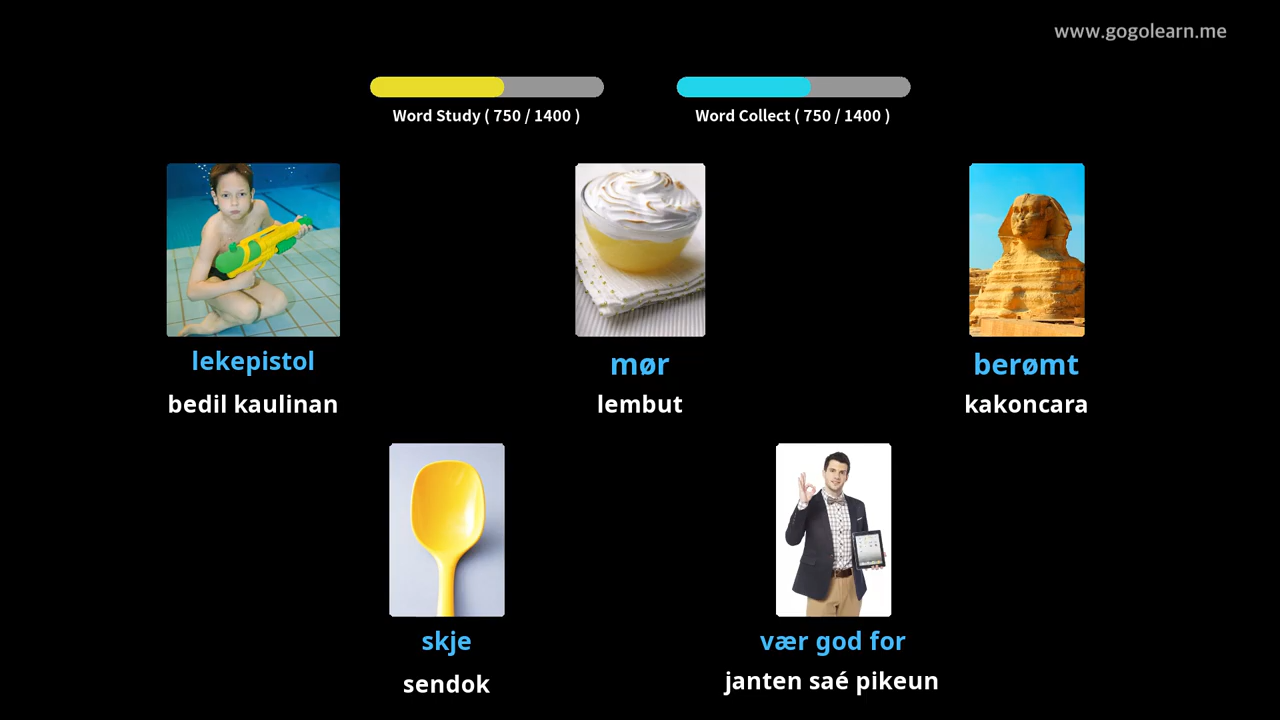 www.gogolearn.me
Word Study ( 750 / 1400 )
Word Collect ( 750 / 1400 )
lekepistol
bedil kaulinan
mør
lembut
berømt
kakoncara
skje
sendok
vær god for
janten saé pikeun